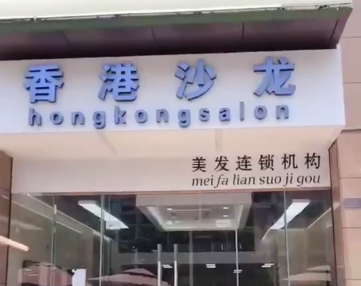 香港沙龙
hongkongsalon
美发连锁机构
mei fa lian suo ji gou